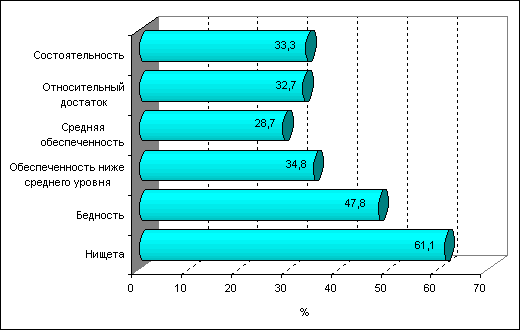 Состоятельность
33,3
Относительный
достаток
32,7
Средняя
обеспеченность
28,7
Обеспеченность ниже
среднего уровня
34,8
Бедность
47,8
Нищета
61,1
0 10 20 30 40 50 60 70
%